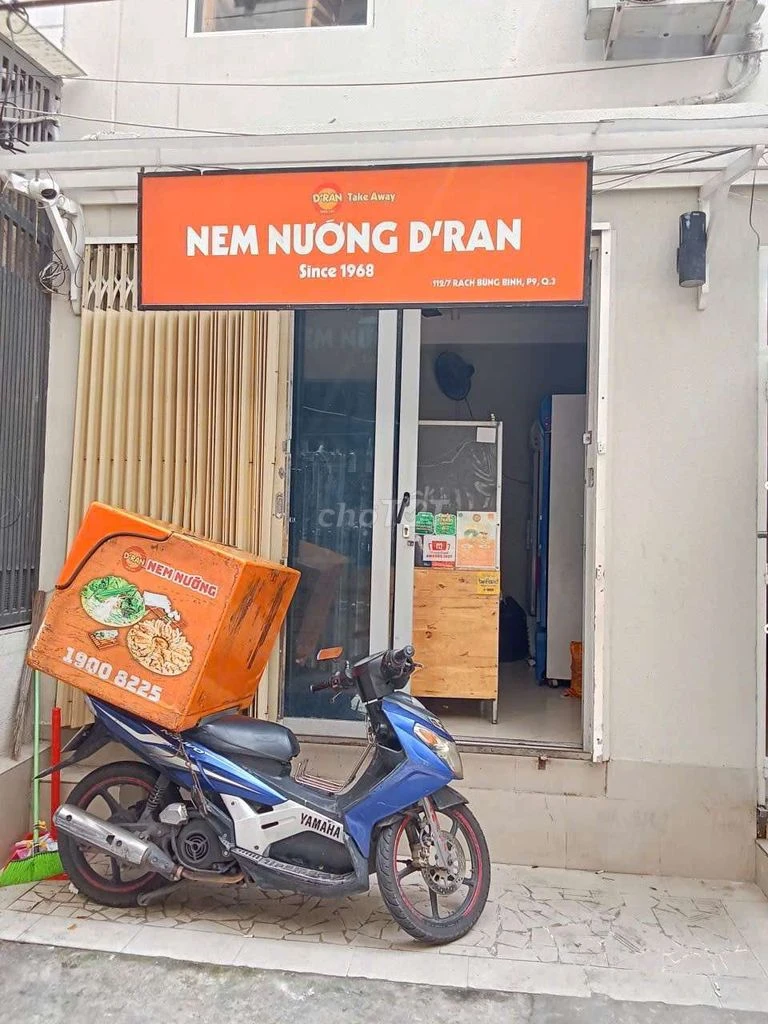 D'RAN Take Away
NEM NƯỚNG D'RAN
Since 1968
112/7 RẠCH BÙNG BINH, P9, Q.3
chợTỐT
D'RAN NEM NƯỚNG
1900 8225
YAMAHA